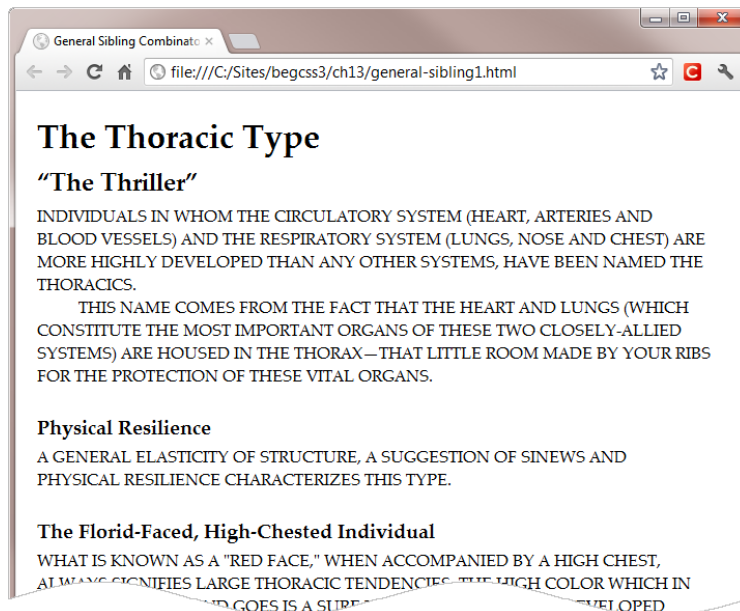 General Sibling Combinato
file:///C:/Sites/begcss3/ch13/general-sibling1.html
The Thoracic Type
“The Thriller”
INDIVIDUALS IN WHOM THE CIRCULATORY SYSTEM (HEART, ARTERIES AND
BLOOD VESSELS) AND THE RESPIRATORY SYSTEM (LUNGS, NOSE AND CHEST) ARE
MORE HIGHLY DEVELOPED THAN ANY OTHER SYSTEMS, HAVE BEEN NAMED THE
THORACICS.
THIS NAME COMES FROM THE FACT THAT THE HEART AND LUNGS (WHICH
CONSTITUTE THE MOST IMPORTANT ORGANS OF THESE TWO CLOSELY-ALLIED
SYSTEMS) ARE HOUSED IN THE THORAX—THAT LITTLE ROOM MADE BY YOUR RIBS
FOR THE PROTECTION OF THESE VITAL ORGANS.
Physical Resilience
A GENERAL ELASTICITY OF STRUCTURE, A SUGGESTION OF SINEWS AND
PHYSICAL RESILIENCE CHARACTERIZES THIS TYPE.
The Florid-Faced, High-Chested Individual
WHAT IS KNOWN AS A "RED FACE," WHEN ACCOMPANIED BY A HIGH CHEST,
ALWAYS SIGNIFIES LARGE THORACIC TENDENCIES. THE HIGH COLOR WHICH IN
AND GOES IS A SURE